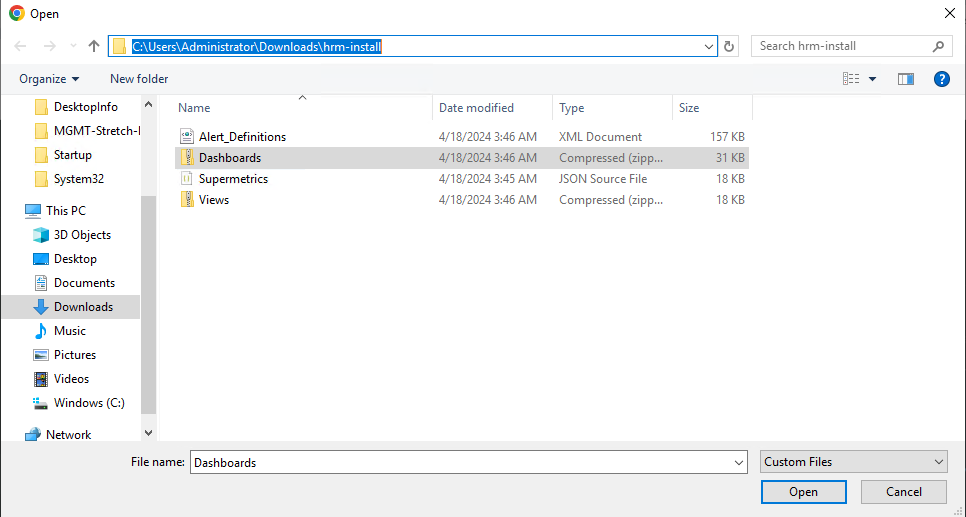 Open
C:\Users\Administrator\Downloads\hrm-install
Search hrm-install
Organize New folder
?
Name Date modified Type Size
DesktopInfo
MGMT-Stretch-
Startup
System32
This PC
3D Objects
Desktop
Documents
Downloads
Music
Pictures
Videos
Windows (C:)
Network
Alert_Definitions 4/18/2024 3:46 AM XML Document 157 KB
Dashboards 4/18/2024 3:46 AM Compressed (zipp... 31 KB
Supermetrics 4/18/2024 3:45 AM JSON Source File 18 KB
Views 4/18/2024 3:46 AM Compressed (zipp... 18 KB
File name: Dashboards Custom Files
Open Cancel